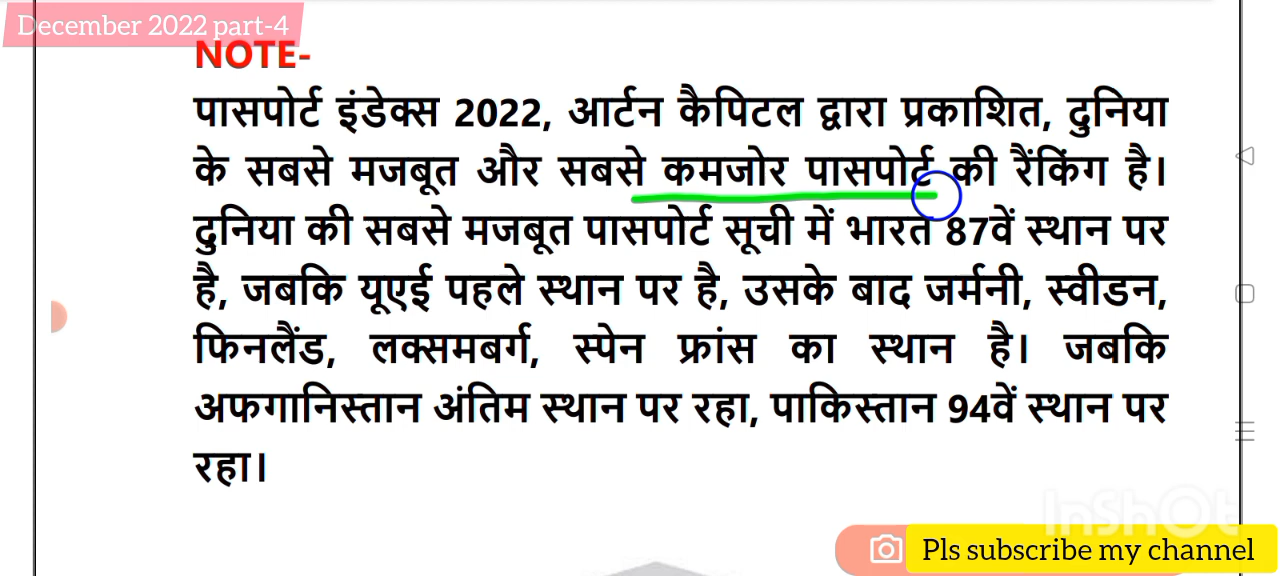 December 2022 part-4
NOTE-
पासपोर्ट इंडेक्स 2022, आर्टन कैपिटल द्वारा प्रकाशित, दुनिया
के सबसे मजबूत और सबसे कमजोर पासपोर्ट की रैंकिंग है।
दुनिया की सबसे मजबूत पासपोर्ट सूची में भारत 87वें स्थान पर
है, जबकि यूएई पहले स्थान पर है, उसके बाद जर्मनी, स्वीडन,
फिनलैंड, लक्समबर्ग, स्पेन फ्रांस का स्थान है। जबकि
अफगानिस्तान अंतिम स्थान पर रहा, पाकिस्तान 94वें स्थान पर
रहा।
InShOt
Pls subscribe my channel